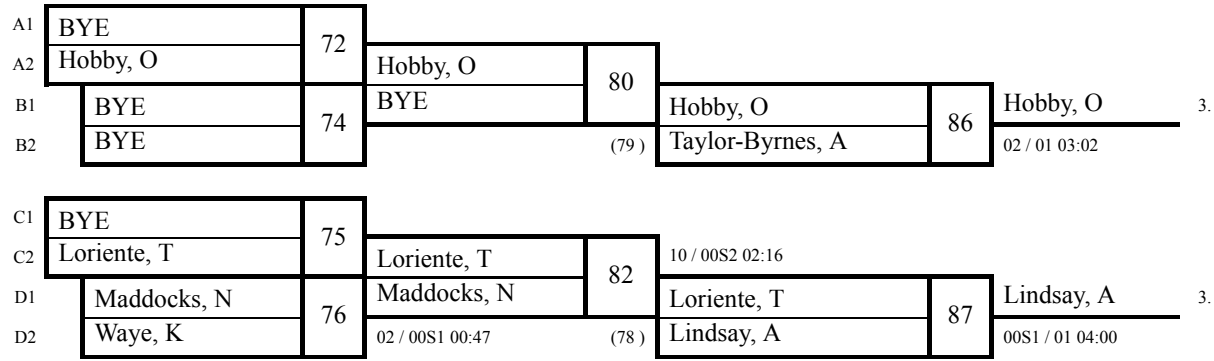 A1 BYE
72
A2 Hobby, O
Hobby, O
80
B1 BYE
BYE
74
Hobby, O
86
Hobby, O 3.
B2 BYE
(79 ) Taylor-Byrnes, A
02 / 01 03:02
C1 BYE
75
C2 Loriente, T
Loriente, T
82
10 / 00S2 02:16
D1 Maddocks, N
Maddocks, N
76
Loriente, T
87
Lindsay, A 3.
D2 Waye, K
02 / 00S1 00:47
(78 ) Lindsay, A
00S1 / 01 04:00